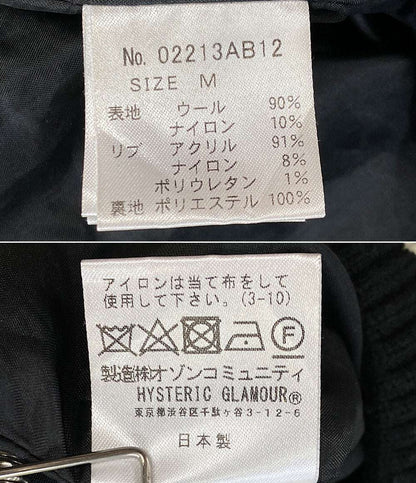 No. 02213AB12
SIZE M
表地 ウール 90%
ナイロン 10%
リブ アクリル 91%
ナイロン 8%
ポリウレタン 1%
裏地 ポリエステル 100%
アイロンは当て布をして
使用して下さい。(3-10)
F
製造㈱オゾンコミュニティ
HYSTERIC GLAMOUR®
東京都渋谷区千駄ヶ谷3-12-6
日本製